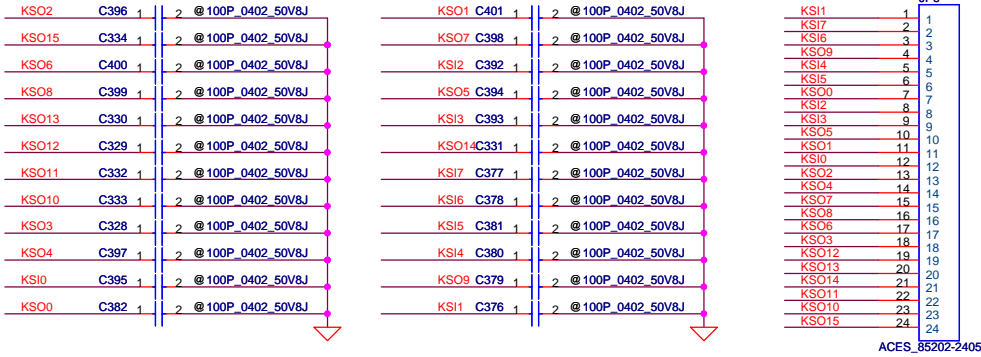 KSO2 C396 1 2 @100P_0402_50V8J
KSO15 C334 1 2 @100P_0402_50V8J
KSO6 C400 1 2 @100P_0402_50V8J
KSO8 C399 1 2 @100P_0402_50V8J
KSO13 C330 1 2 @100P_0402_50V8J
KSO12 C329 1 2 @100P_0402_50V8J
KSO11 C332 1 2 @100P_0402_50V8J
KSO10 C333 1 2 @100P_0402_50V8J
KSO3 C328 1 2 @100P_0402_50V8J
KSO4 C397 1 2 @100P_0402_50V8J
KSI0 C395 1 2 @100P_0402_50V8J
KSO0 C382 1 2 @100P_0402_50V8J
KSO1 C401 1 2 @100P_0402_50V8J
KSO7 C398 1 2 @100P_0402_50V8J
KSI2 C392 1 2 @100P_0402_50V8J
KSO5 C394 1 2 @100P_0402_50V8J
KSI3 C393 1 2 @100P_0402_50V8J
KSO14 C331 1 2 @100P_0402_50V8J
KSI7 C377 1 2 @100P_0402_50V8J
KSI6 C378 1 2 @100P_0402_50V8J
KSI5 C381 1 2 @100P_0402_50V8J
KSI4 C380 1 2 @100P_0402_50V8J
KSO9 C379 1 2 @100P_0402_50V8J
KSI1 C376 1 2 @100P_0402_50V8J
KSI1 1 1
KSI7 2 2
KSI6 3 3
KSO9 4 4
KSI4 5 5
KSI5 6 6
KSO0 7 7
KSI2 8 8
KSI3 9 9
KSO5 10 10
KSO1 11 11
KSI0 12 12
KSO2 13 13
KSO4 14 14
KSO7 15 15
KSO8 16 16
KSO6 17 17
KSO3 18 18
KSO12 19 19
KSO13 20 20
KSO14 21 21
KSO11 22 22
KSO10 23 23
KSO15 24 24
ACES_85202-2405